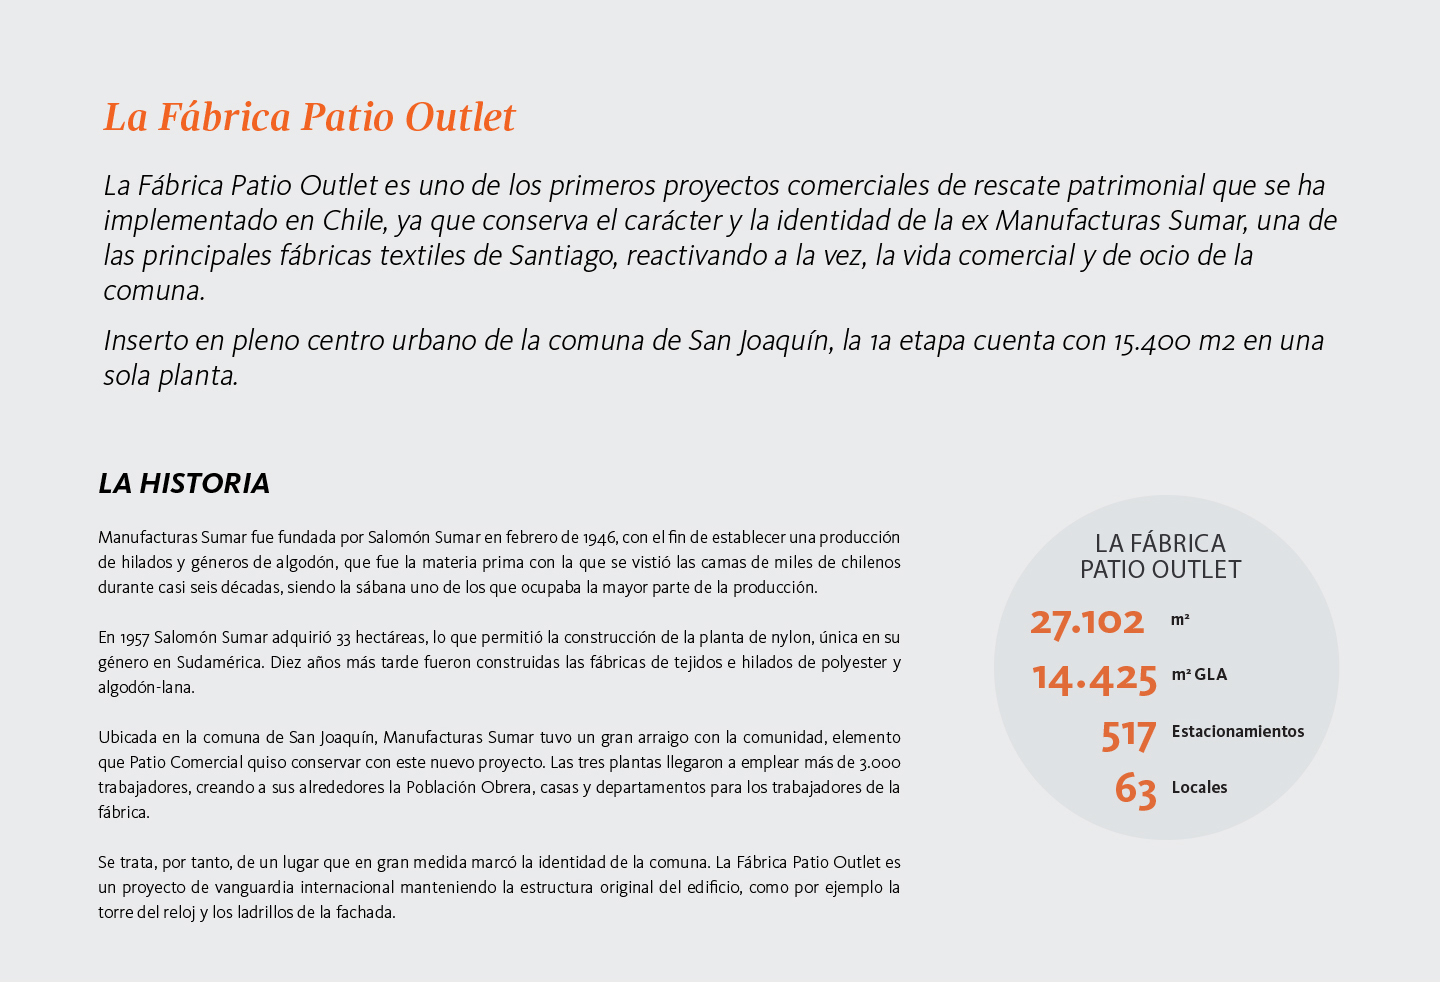 La Fábrica Patio Outlet
La Fábrica Patio Outlet es uno de los primeros proyectos comerciales de rescate patrimonial que se ha
implementado en Chile, ya que conserva el carácter y la identidad de la ex Manufacturas Sumar, una de
las principales fábricas textiles de Santiago, reactivando a la vez, la vida comercial y de ocio de la
comuna.
Inserto en pleno centro urbano de la comuna de San Joaquín, la 1a etapa cuenta con 15.400 m2 en una
sola planta.
LA HISTORIA
Manufacturas Sumar fue fundada por Salomón Sumar en febrero de 1946, con el fin de establecer una producción
de hilados y géneros de algodón, que fue la materia prima con la que se vistió las camas de miles de chilenos
durante casi seis décadas, siendo la sábana uno de los que ocupaba la mayor parte de la producción.
En 1957 Salomón Sumar adquirió 33 hectáreas, lo que permitió la construcción de la planta de nylon, única en su
género en Sudamérica. Diez años más tarde fueron construidas las fábricas de tejidos e hilados de polyester y
algodón-lana.
Ubicada en la comuna de San Joaquín, Manufacturas Sumar tuvo un gran arraigo con la comunidad, elemento
que Patio Comercial quiso conservar con este nuevo proyecto. Las tres plantas llegaron a emplear más de 3.000
trabajadores, creando a sus alrededores la Población Obrera, casas y departamentos para los trabajadores de la
fábrica.
Se trata, por tanto, de un lugar que en gran medida marcó la identidad de la comuna. La Fábrica Patio Outlet es
un proyecto de vanguardia internacional manteniendo la estructura original del edificio, como por ejemplo la
torre del reloj y los ladrillos de la fachada.
LA FÁBRICA
PATIO OUTLET
27.102 m²
14.425 m² GLA
517 Estacionamientos
63 Locales